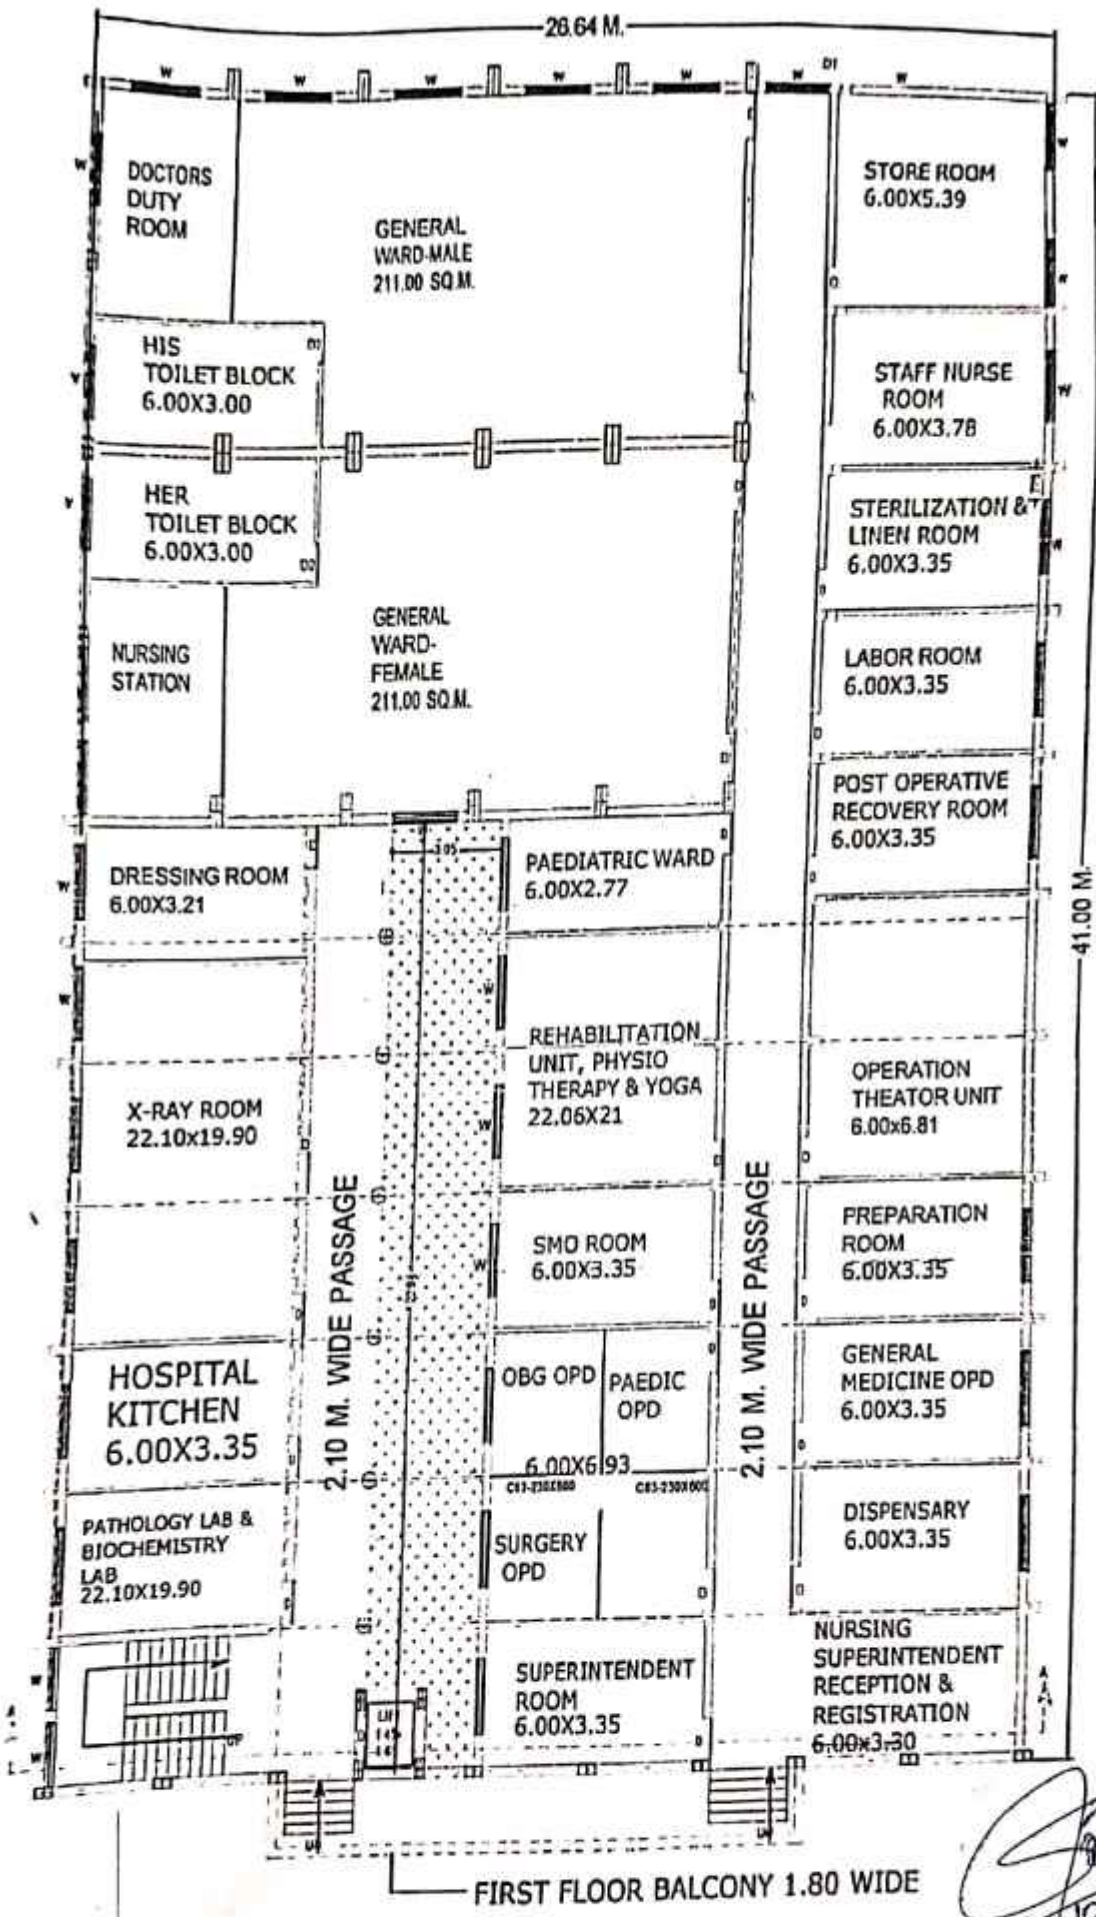 26.64 M.
W W W W W W D1 W
DOCTORS
DUTY
ROOM
GENERAL
WARD-MALE
211.00 SQ.M.
STORE ROOM
6.00X5.39
HIS
TOILET BLOCK
6.00X3.00
STAFF NURSE
ROOM
6.00X3.78
HER
TOILET BLOCK
6.00X3.00
D2
STERILIZATION &
LINEN ROOM
6.00X3.35
NURSING
STATION
GENERAL
WARD-
FEMALE
211.00 SQ.M.
LABOR ROOM
6.00X3.35
POST OPERATIVE
RECOVERY ROOM
6.00X3.35
DRESSING ROOM
6.00X3.21
3.05
PAEDIATRIC WARD
6.00X2.77
41.00 M.
X-RAY ROOM
22.10x19.90
REHABILITATION
UNIT, PHYSIO
THERAPY & YOGA
22.06X21
OPERATION
THEATOR UNIT
6.00x6.81
2.10 M. WIDE PASSAGE
SMO ROOM
6.00X3.35
2.10 M. WIDE PASSAGE
PREPARATION
ROOM
6.00X3.35
HOSPITAL
KITCHEN
6.00X3.35
OBG OPD
PAEDIC
OPD
6.00X6.93
GENERAL
MEDICINE OPD
6.00X3.35
PATHOLOGY LAB &
BIOCHEMISTRY
LAB
22.10X19.90
SURGERY
OPD
DISPENSARY
6.00X3.35
UP
SUPERINTENDENT
ROOM
6.00X3.35
NURSING
SUPERINTENDENT
RECEPTION &
REGISTRATION
6.00x3.30
FIRST FLOOR BALCONY 1.80 WIDE